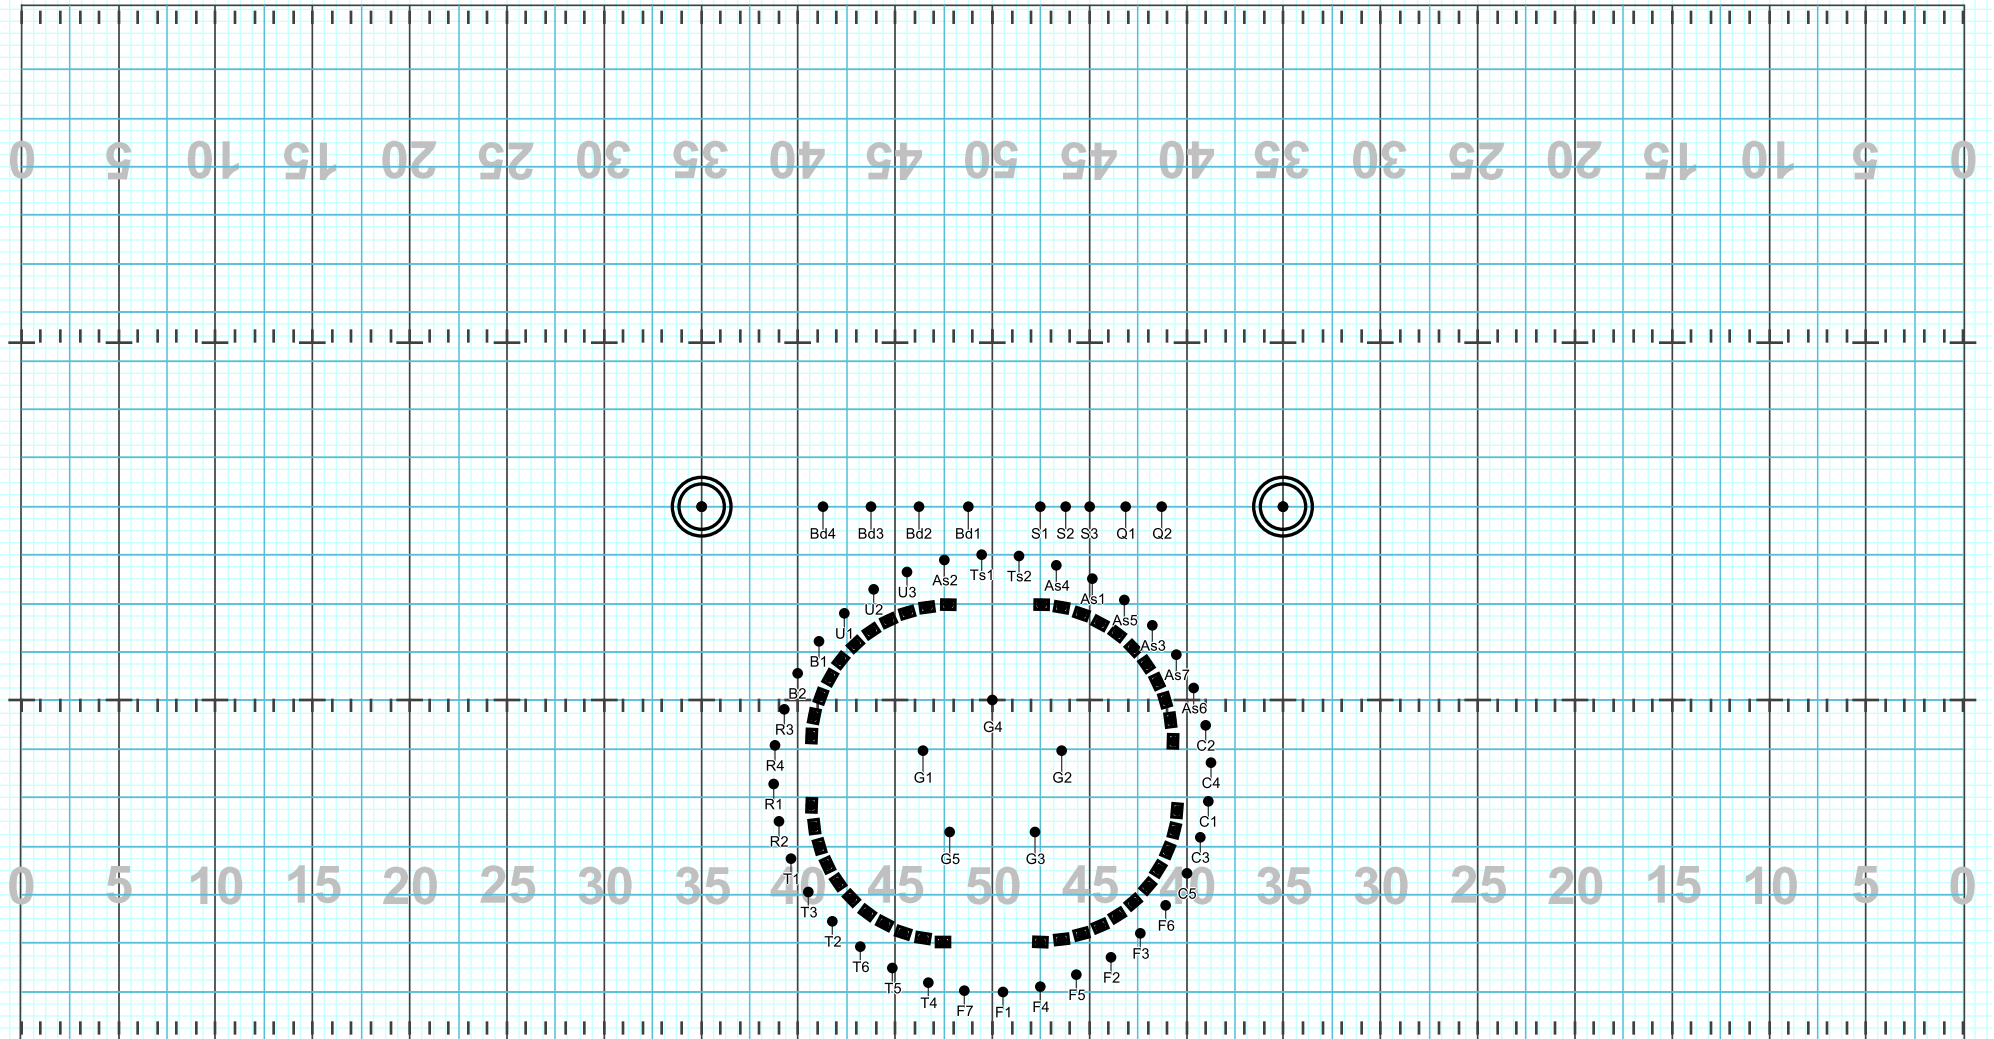 0 5 10 15 20 25 30 35 40 45 50 45 40 35 30 25 20 15 10 5 0
Bd4 Bd3 Bd2 Bd1 S1 S2 S3 Q1 Q2
As2 Ts1 Ts2 As4
U3 As1
U2 As5
U1 As3
B1 As7
B2 As6
R3 G4 C2
R4 G1 G2 C4
R1 C1
R2 G5 G3 C3
0 5 10 15 20 25 30 35 40 45 50 45 40 35 30 25 20 15 10 5 0
T1 C5
T3 F6
T2 F3
T6 F2
T5 F5
T4 F7 F1 F4